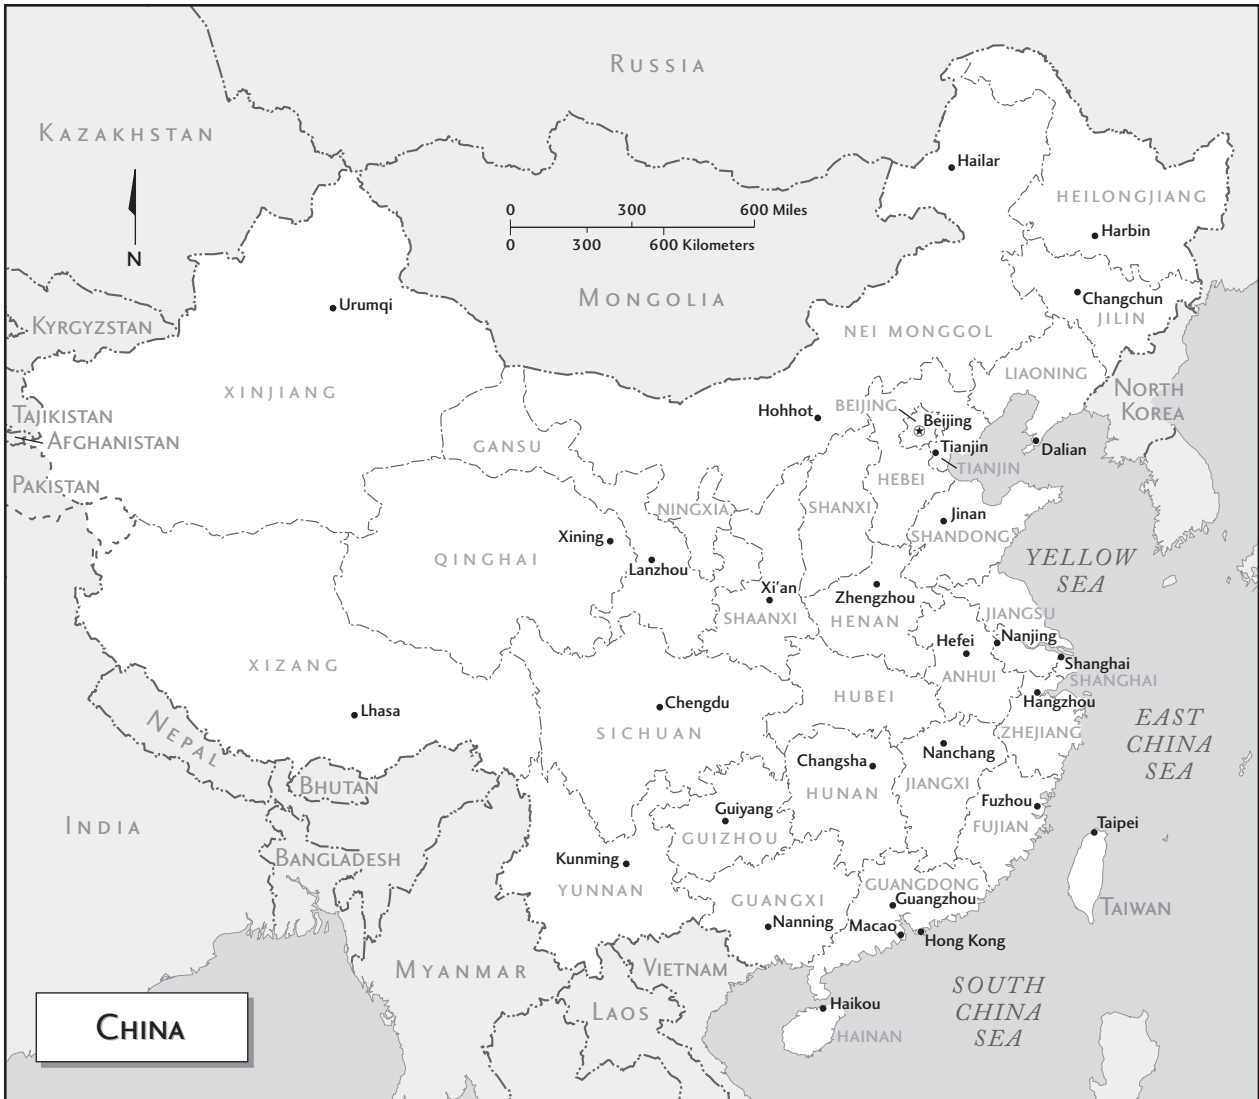 RUSSIA
KAZAKHSTAN
Hailar
HEILONGJIANG
0 300 600 Miles
0 300 600 Kilometers
Harbin
N
MONGOLIA
Changchun
JILIN
Urumqi
KYRGYZSTAN
NEI MONGGOL
LIAONING
XINJIANG
NORTH
KOREA
BEIJING
Hohhot
Beijing
TAJIKISTAN
AFGHANISTAN
GANSU
Tianjin
Dalian
TIANJIN
HEBEI
PAKISTAN
NINGXIA
SHANXI
Jinan
SHANDONG
Xining
QINGHAI
Lanzhou
YELLOW
SEA
Xi'an
Zhengzhou
SHAANXI
HENAN
JIANGSU
Hefei
Nanjing
XIZANG
Shanghai
SHANGHAI
ANHUI
HUBEI
Hangzhou
Lhasa
Chengdu
SICHUAN
ZHEJIANG
EAST
CHINA
SEA
NEPAL
Nanchang
Changsha
BHUTAN
HUNAN
JIANGXI
Fuzhou
Guiyang
GUIZHOU
FUJIAN
Taipei
INDIA
BANGLADESH
Kunming
YUNNAN
GUANGDONG
GUANGXI
Guangzhou
TAIWAN
Nanning
Macao
Hong Kong
MYANMAR
VIETNAM
SOUTH
CHINA
SEA
LAOS
Haikou
HAINAN
CHINA